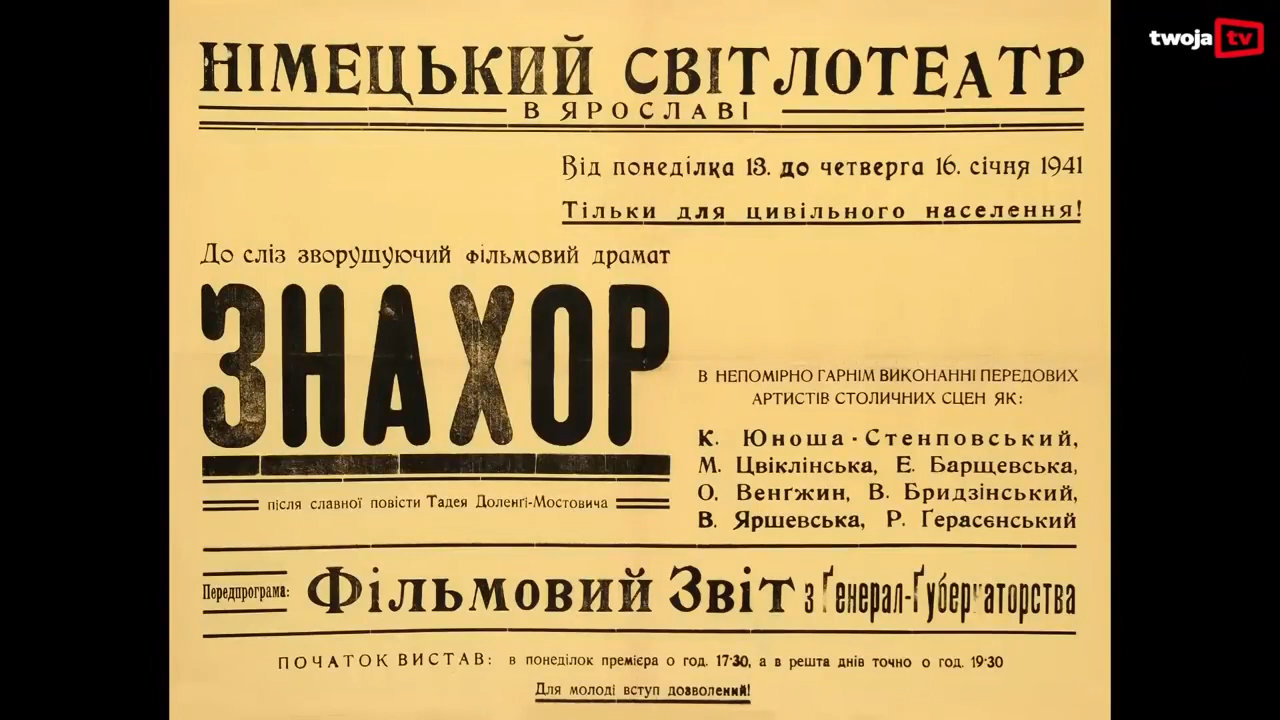 twoja tv
НІМЕЦЬКИЙ СВІТЛОТЕАТР
В ЯРОСЛАВІ
Від понеділка 13. до четверга 16. січня 1941
Тільки для цивільного населення!
До сліз зворушуючий фільмовий драмат
ЗНАХОР
після славної повісти Тадея Доленґі-Мостовича
В НЕПОМІРНО ГАРНІМ ВИКОНАННІ ПЕРЕДОВИХ
АРТИСТІВ СТОЛИЧНИХ СЦЕН ЯК:
К. Юноша-Стенповський,
М. Цвіклінська, Е. Барщевська,
О. Венґжин, В. Бридзінський,
В. Яршевська, Р. Ґерасєнський
Передпрограма: Фільмовий Звіт з Ґенерал-Ґубернаторства
ПОЧАТОК ВИСТАВ: в понеділок премієра о год. 17·30, а в решта днів точно о год. 19·30
Для молоді вступ дозволений!